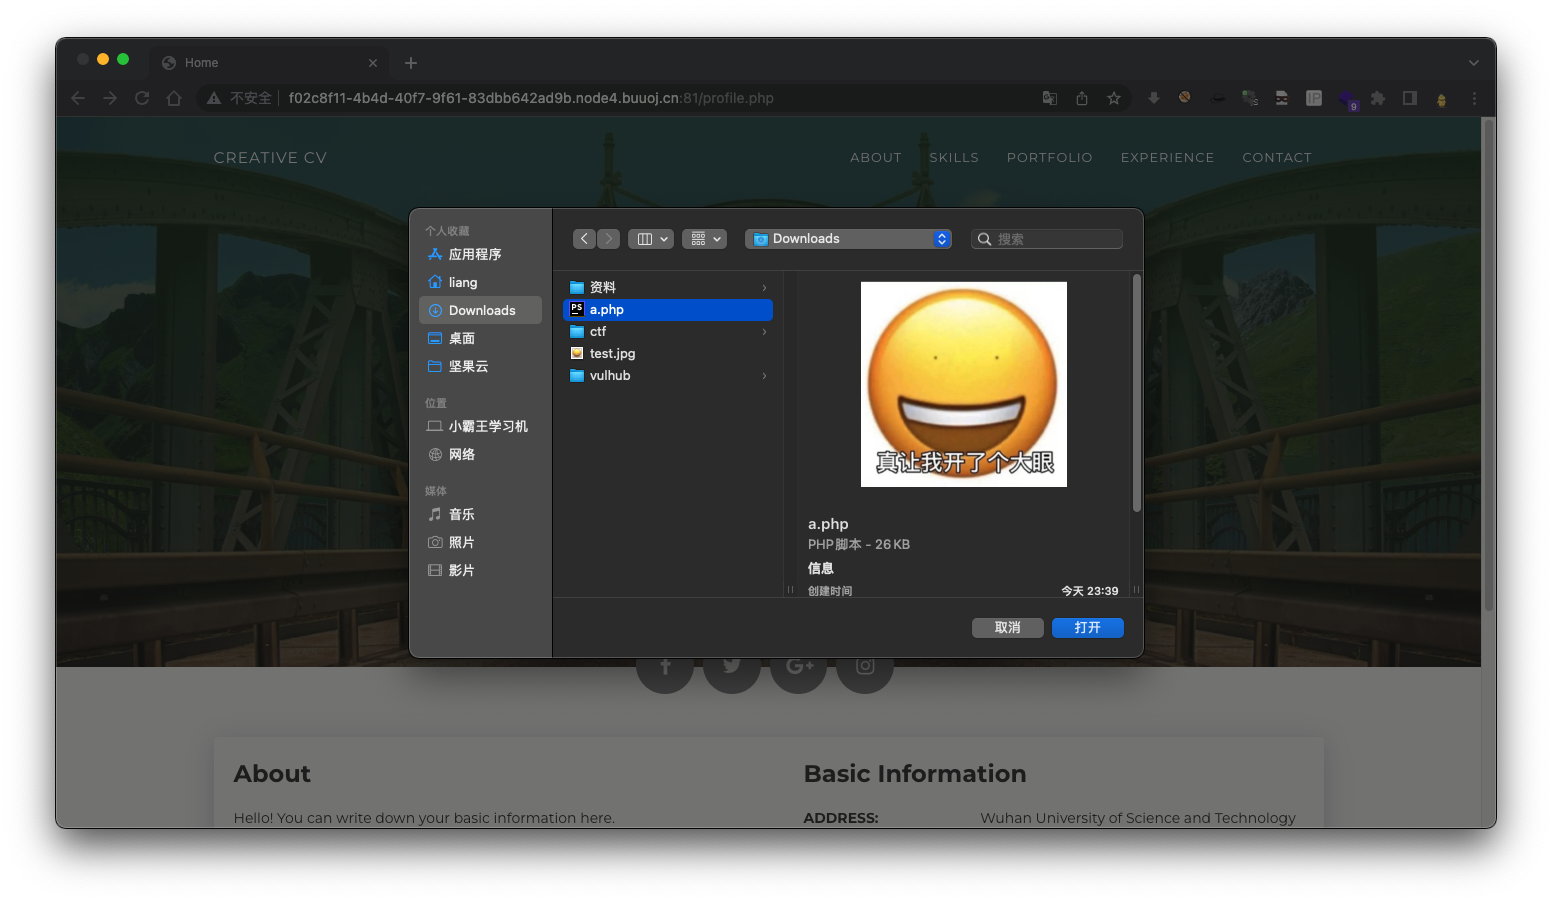 Home
不安全 f02c8f11-4b4d-40f7-9f61-83dbb642ad9b.node4.buuoj.cn:81/profile.php
IP
9
CREATIVE CV
ABOUT SKILLS PORTFOLIO EXPERIENCE CONTACT
个人收藏
应用程序
liang
Downloads
桌面
坚果云
位置
小霸王学习机
网络
媒体
音乐
照片
影片
Downloads
搜索
资料
PS
a.php
ctf
test.jpg
vulhub
真让我开了个大眼
a.php
PHP脚本 - 26 KB
信息
创建时间 今天 23:39
取消 打开
About
Hello! You can write down your basic information here.
Basic Information
ADDRESS: Wuhan University of Science and Technology